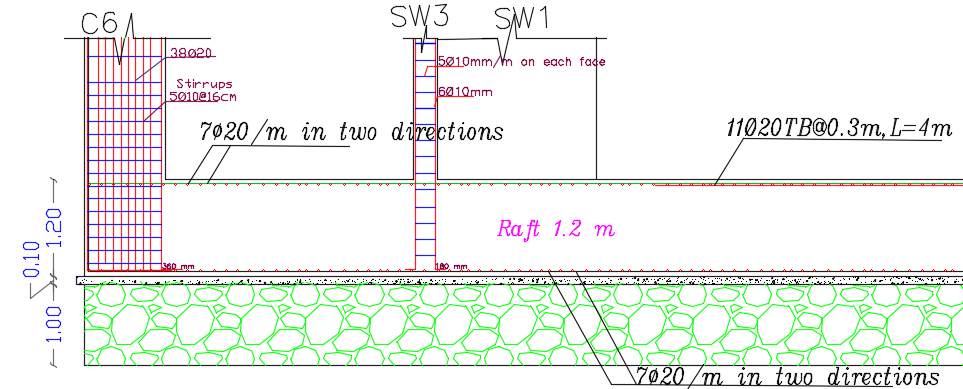 C6
SW3
SW1
38Ø20
5Ø10mm/m on each face
Stirrups
5Ø10@16cm
6Ø10mm
7ø20/m in two directions
11Ø20TB@0.3m, L=4m
1.20
Raft 1.2 m
0.10
360 mm
180 mm
1.00
7ø20/m in two directions